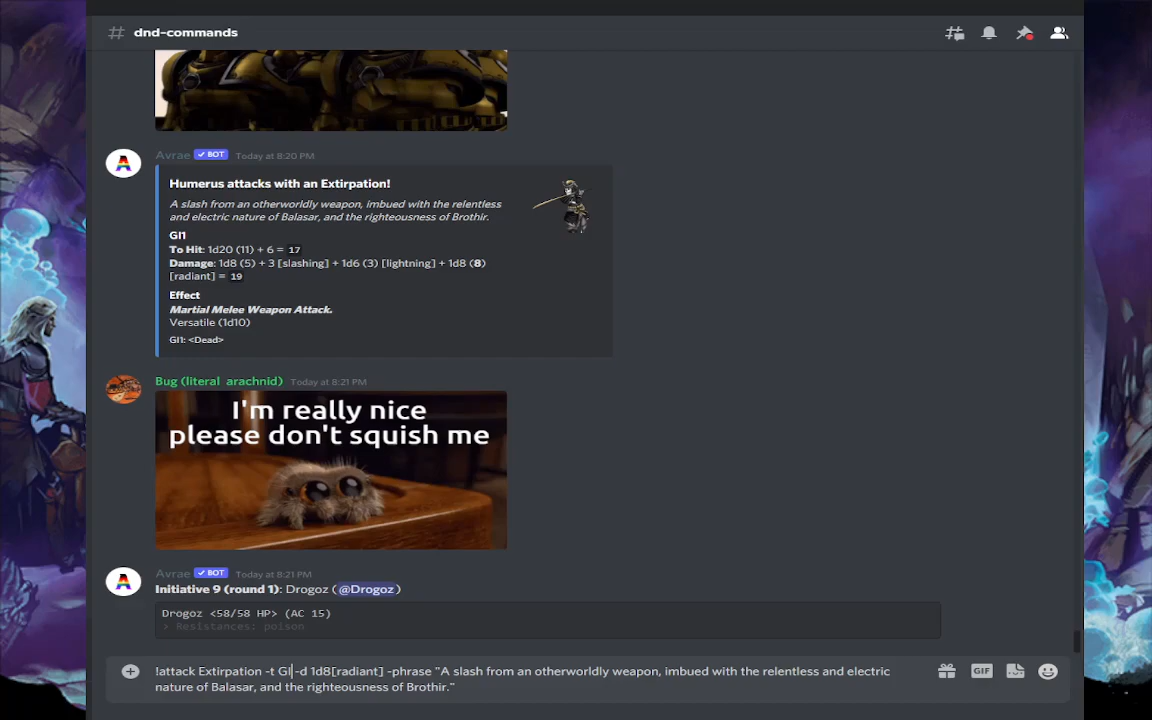 dnd-commands
Avrae ✓ BOT Today at 8:20 PM
Humerus attacks with an Extirpation!
A slash from an otherworldly weapon, imbued with the relentless
and electric nature of Balasar, and the righteousness of Brothir.
GI1
To Hit: 1d20 (11) + 6 = 17
Damage: 1d8 (5) + 3 [slashing] + 1d6 (3) [lightning] + 1d8 (8)
[radiant] = 19
Effect
Martial Melee Weapon Attack.
Versatile (1d10)
GI1: <Dead>
Bug (literal arachnid) Today at 8:21 PM
I'm really nice
please don't squish me
Avrae ✓ BOT Today at 8:21 PM
Initiative 9 (round 1): Drogoz (@Drogoz)
Drogoz <58/58 HP> (AC 15)
> Resistances: poison
!attack Extirpation -t GI -d 1d8[radiant] -phrase "A slash from an otherworldly weapon, imbued with the relentless and electric
nature of Balasar, and the righteousness of Brothir."
GIF